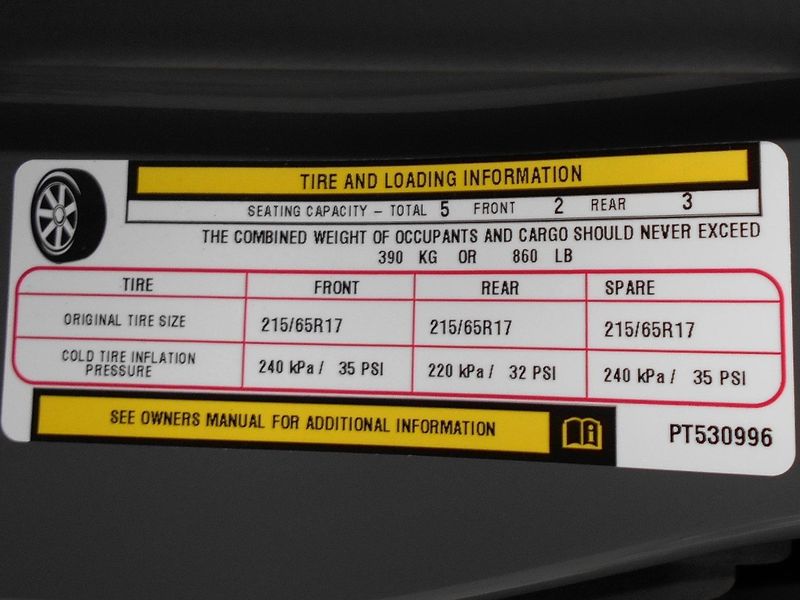 TIRE AND LOADING INFORMATION
SEATING CAPACITY – TOTAL 5 FRONT 2 REAR 3
THE COMBINED WEIGHT OF OCCUPANTS AND CARGO SHOULD NEVER EXCEED
390 KG OR 860 LB
TIRE FRONT REAR SPARE
ORIGINAL TIRE SIZE 215/65R17 215/65R17 215/65R17
COLD TIRE INFLATION
PRESSURE 240 kPa / 35 PSI 220 kPa / 32 PSI 240 kPa / 35 PSI
SEE OWNERS MANUAL FOR ADDITIONAL INFORMATION
PT530996